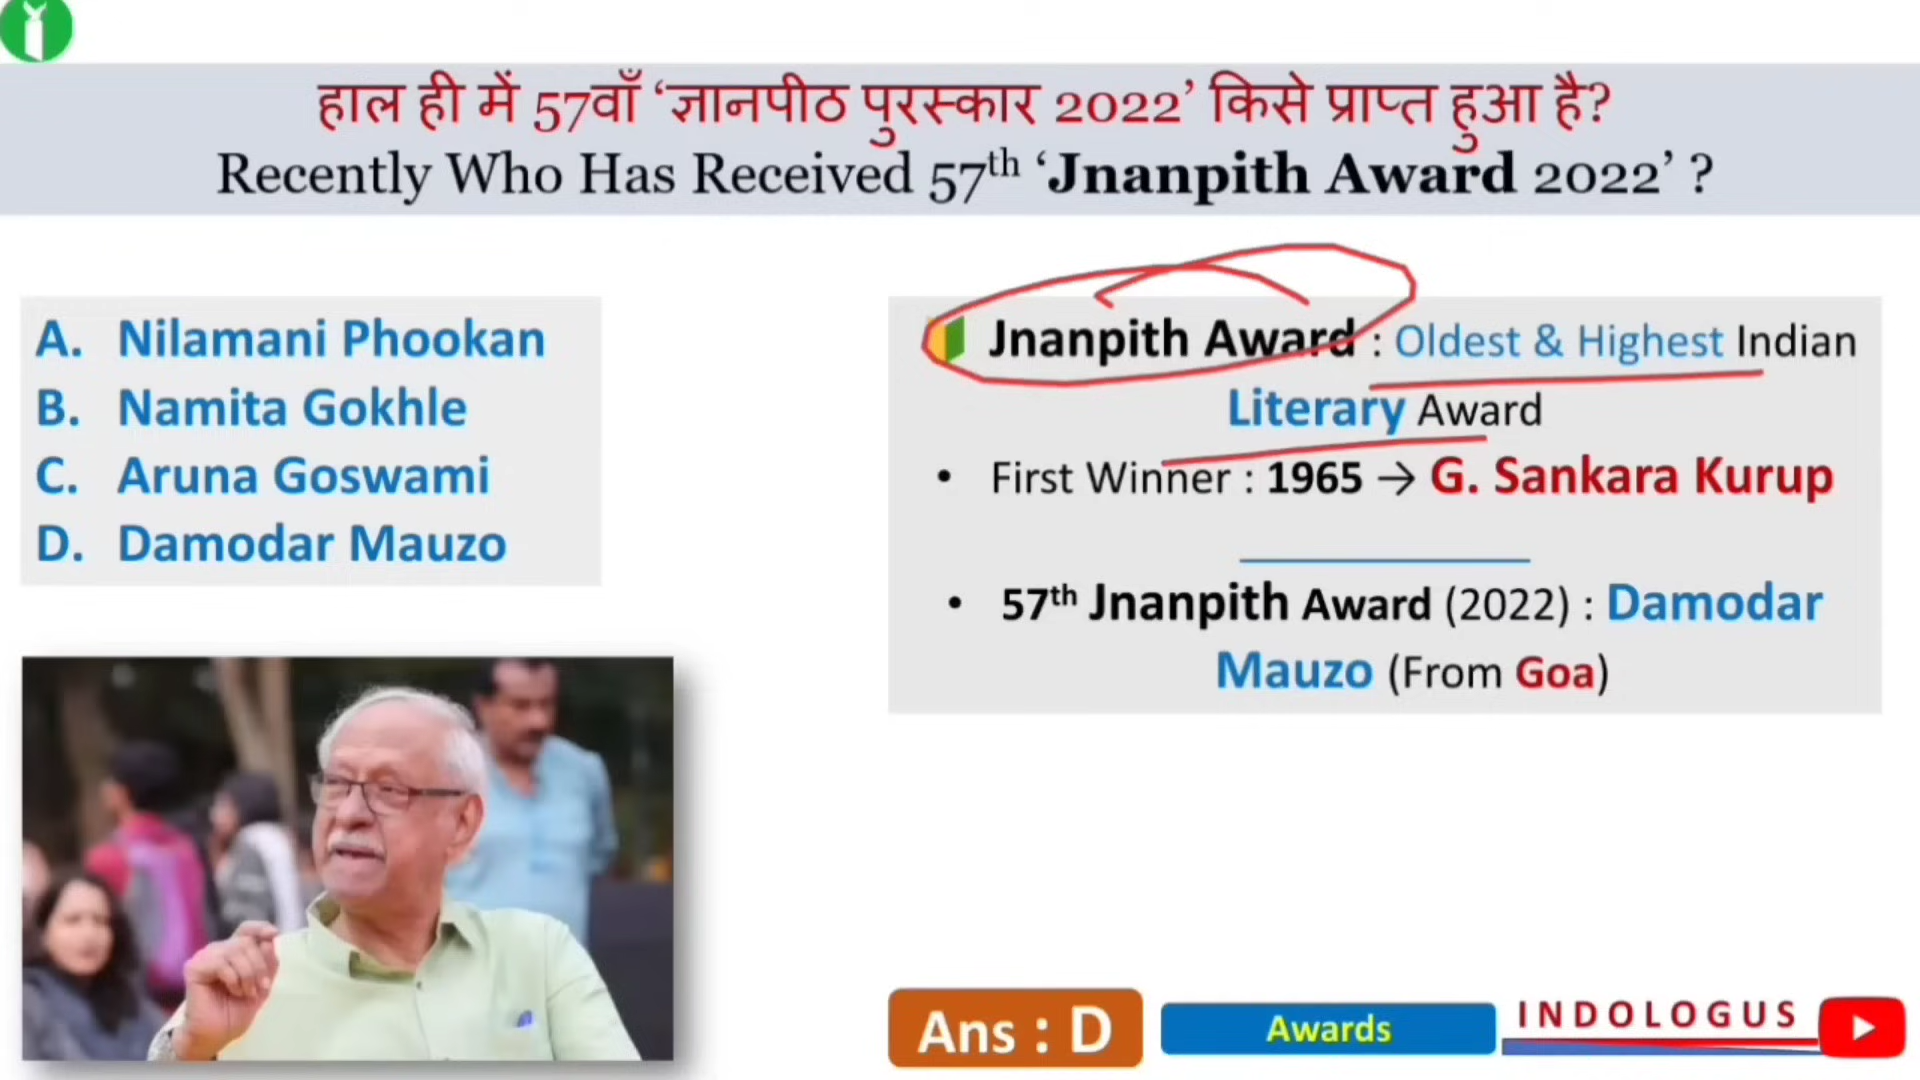 हाल ही में 57वाँ ‘ज्ञानपीठ पुरस्कार 2022’ किसे प्राप्त हुआ है?
Recently Who Has Received 57th ‘Jnanpith Award 2022’ ?
A. Nilamani Phookan
B. Namita Gokhle
C. Aruna Goswami
D. Damodar Mauzo
Jnanpith Award : Oldest & Highest Indian
Literary Award
• First Winner : 1965 → G. Sankara Kurup
• 57th Jnanpith Award (2022) : Damodar
Mauzo (From Goa)
Ans : D
Awards
INDOLOGUS